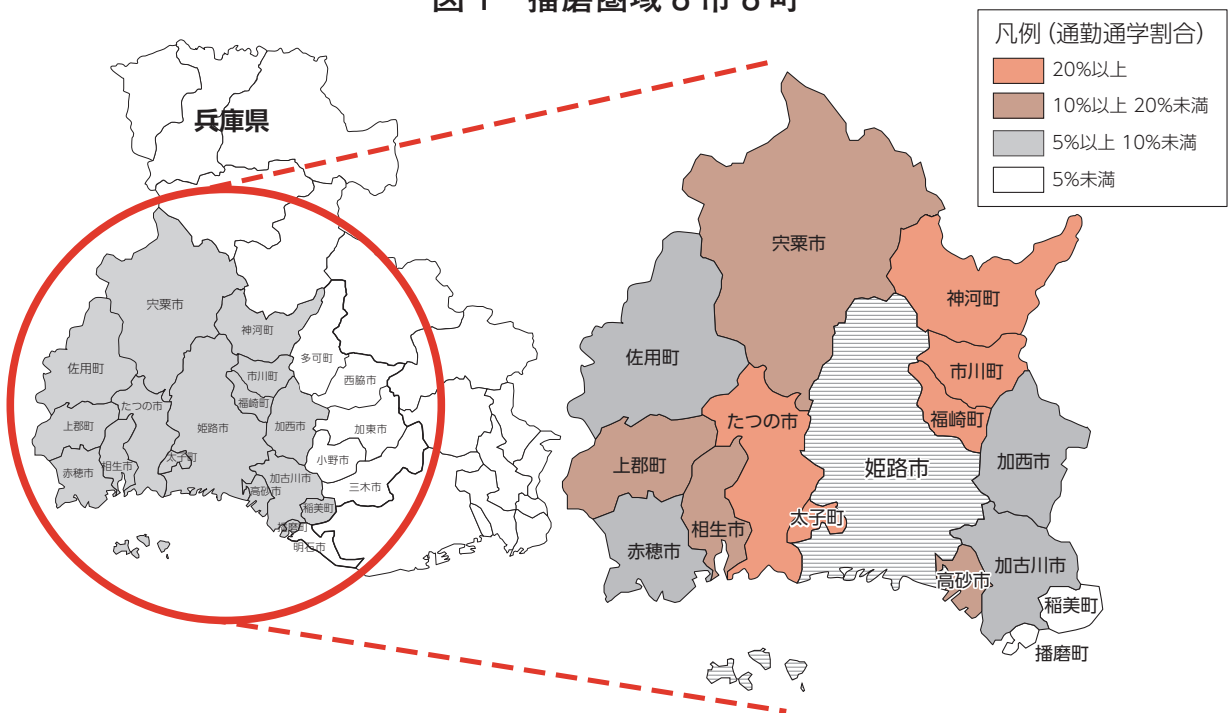 図1 播磨圏域8市8町
凡例 (通勤通学割合)
20%以上
10%以上 20%未満
5%以上 10%未満
5%未満
兵庫県
宍粟市
神河町
多可町
佐用町
市川町
西脇市
たつの市
福崎町
上郡町
姫路市
加西市
加東市
小野市
赤穂市
相生市
太子町
加古川市
三木市
高砂市
稲美町
播磨町
明石市
宍粟市
神河町
佐用町
市川町
たつの市
福崎町
上郡町
姫路市
加西市
太子町
相生市
赤穂市
加古川市
高砂市
稲美町
播磨町